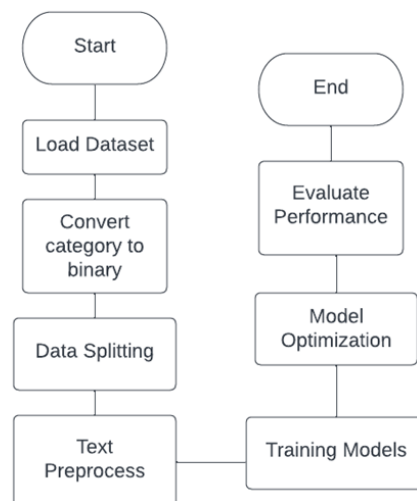 Start
Load Dataset
Convert
category to
binary
Data Splitting
Text
Preprocess
Training Models
Model
Optimization
Evaluate
Performance
End